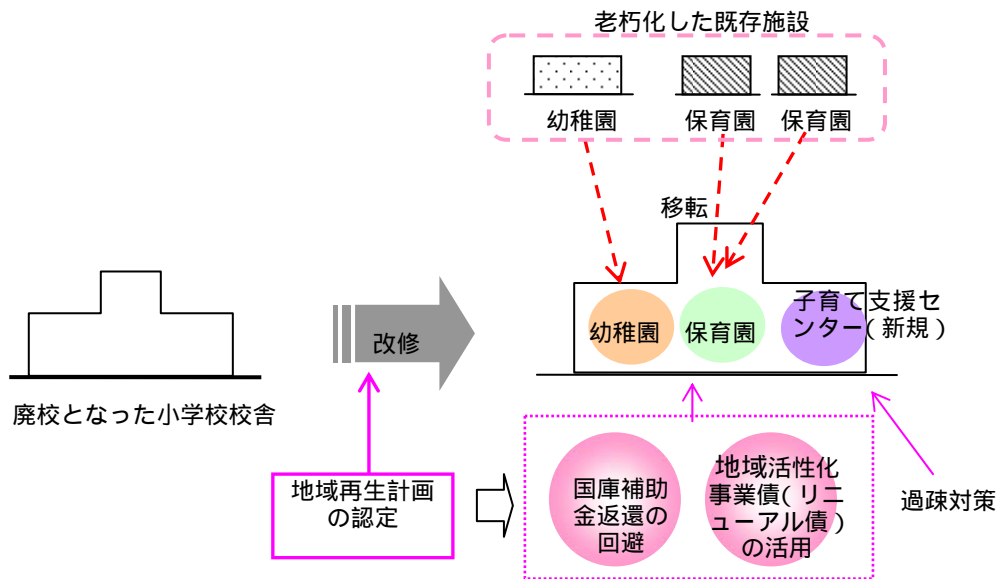 老朽化した既存施設
幼稚園
保育園
保育園
移転
幼稚園
保育園
子育て支援セ
ンター(新規)
改修
廃校となった小学校校舎
地域再生計画
の認定
国庫補助
金返還の
回避
地域活性化
事業債(リニ
ューアル債)
の活用
過疎対策